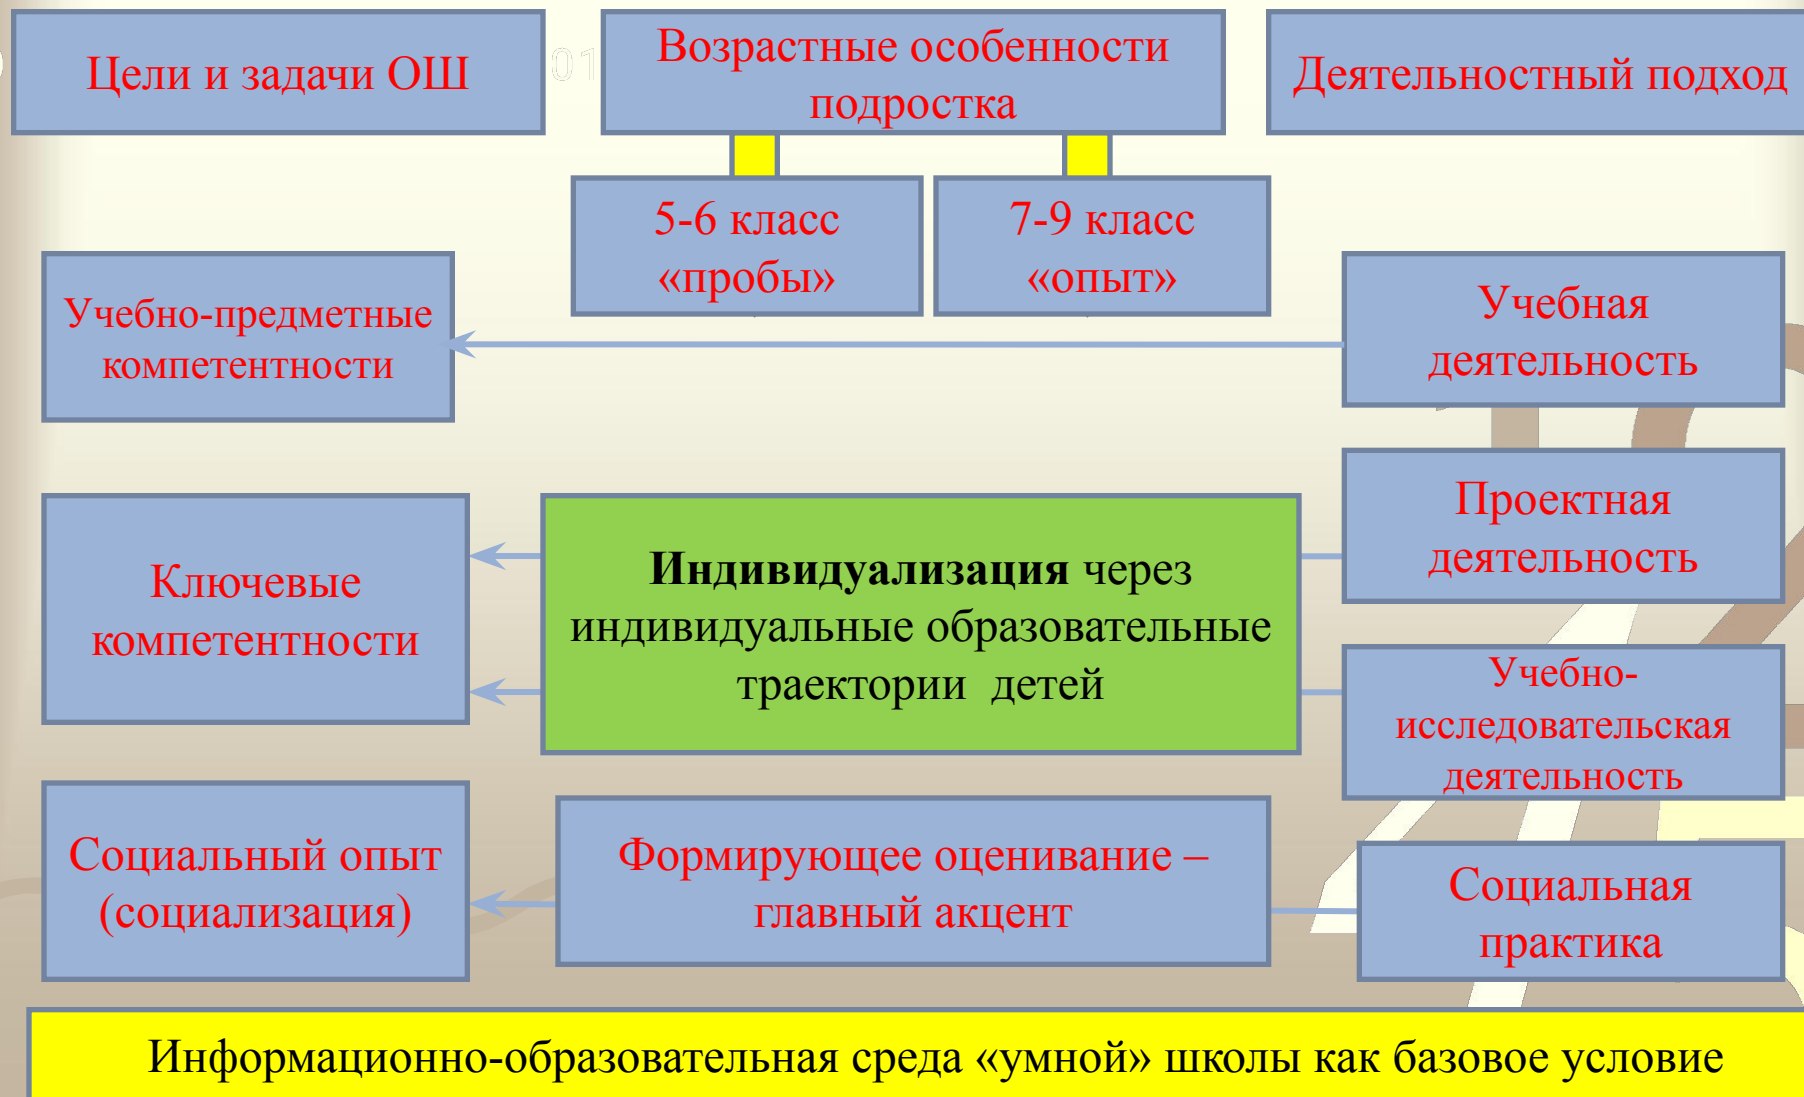 Цели и задачи ОШ
01
Возрастные особенности
подростка
Деятельностный подход
5-6 класс
«пробы»
7-9 класс
«опыт»
Учебно-предметные
компетентности
Учебная
деятельность
Проектная
деятельность
Ключевые
компетентности
Индивидуализация через
индивидуальные образовательные
траектории детей
Учебно-
исследовательская
деятельность
Социальный опыт
(социализация)
Формирующее оценивание –
главный акцент
Социальная
практика
Информационно-образовательная среда «умной» школы как базовое условие